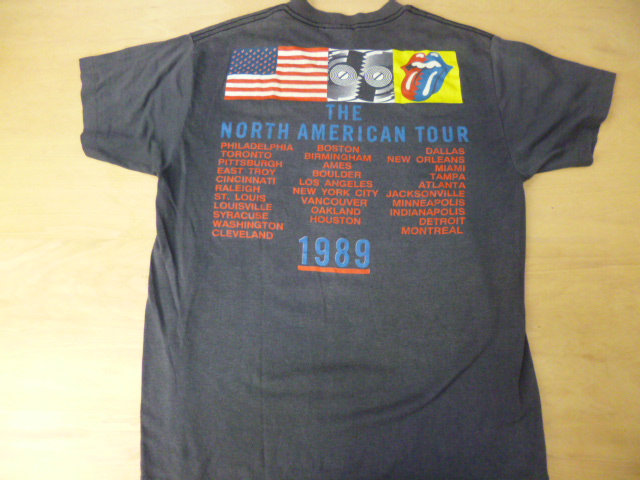 THE
NORTH AMERICAN TOUR
PHILADELPHIA
TORONTO
PITTSBURGH
EAST TROY
CINCINNATI
RALEIGH
ST. LOUIS
LOUISVILLE
SYRACUSE
WASHINGTON
CLEVELAND
BOSTON
BIRMINGHAM
AMES
BOULDER
LOS ANGELES
NEW YORK CITY
VANCOUVER
OAKLAND
HOUSTON
DALLAS
NEW ORLEANS
MIAMI
TAMPA
ATLANTA
JACKSONVILLE
MINNEAPOLIS
INDIANAPOLIS
DETROIT
MONTREAL
1989